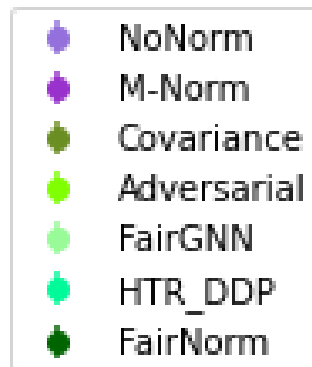 NoNorm
M-Norm
Covariance
Adversarial
FairGNN
HTR_DDP
FairNorm